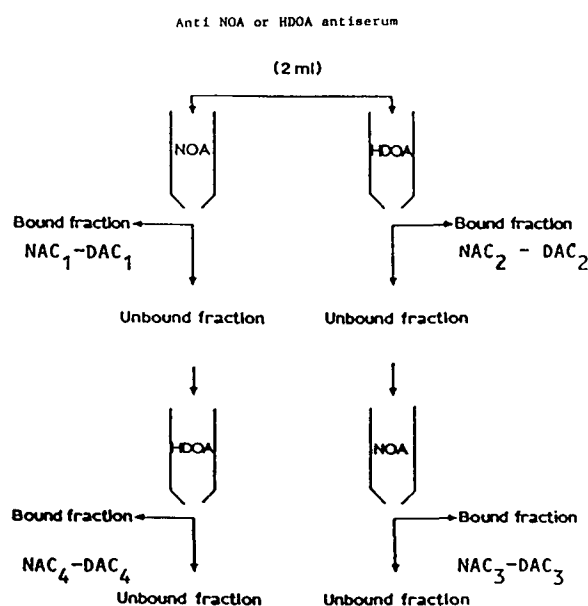 Anti NOA or HDOA antiserum
(2 ml)
NOA HDOA
Bound fraction Bound fraction
NAC1-DAC1 NAC2 - DAC2
Unbound fraction Unbound fraction
HDOA NOA
Bound fraction Bound fraction
NAC4-DAC4 NAC3-DAC3
Unbound fraction Unbound fraction